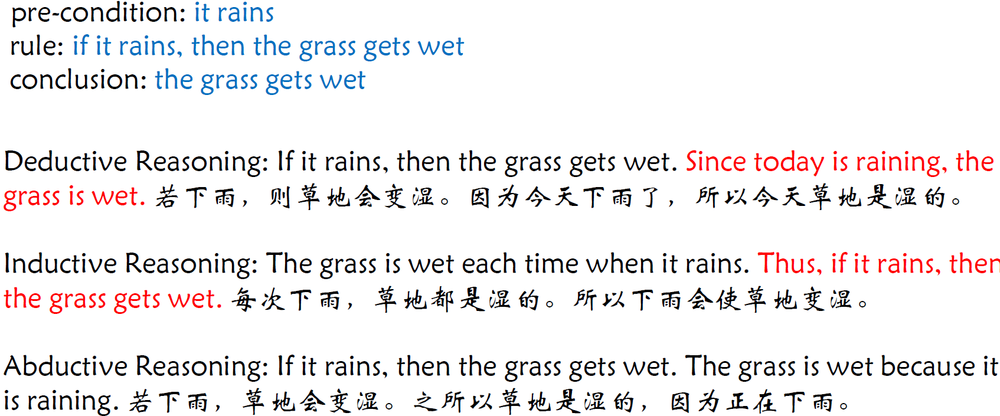 pre-condition: it rains
rule: if it rains, then the grass gets wet
conclusion: the grass gets wet
Deductive Reasoning: If it rains, then the grass gets wet. Since today is raining, the
grass is wet. 若下雨，则草地会变湿。因为今天下雨了，所以今天草地是湿的。
Inductive Reasoning: The grass is wet each time when it rains. Thus, if it rains, then
the grass gets wet. 每次下雨，草地都是湿的。所以下雨会使草地变湿。
Abductive Reasoning: If it rains, then the grass gets wet. The grass is wet because it
is raining. 若下雨，草地会变湿。之所以草地是湿的，因为正在下雨。